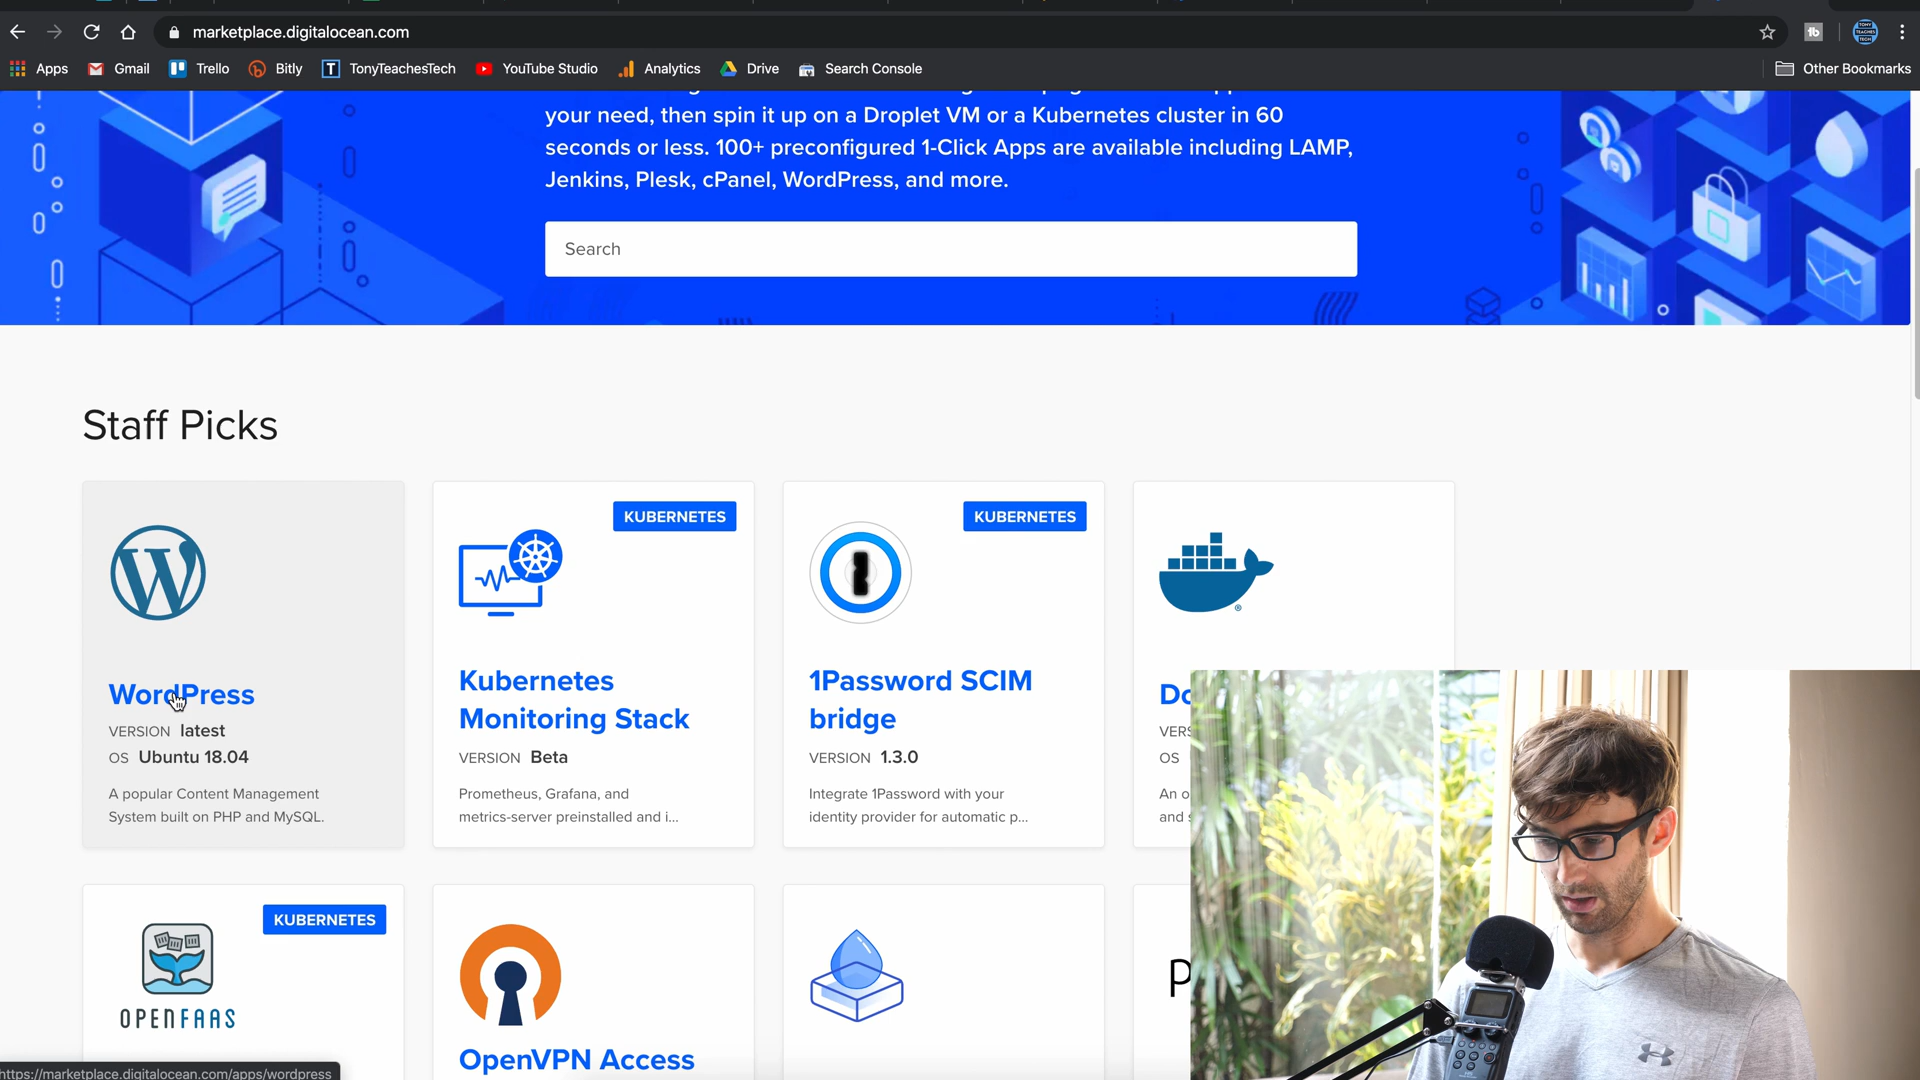 marketplace.digitalocean.com
Apps Gmail Trello Bitly TonyTeachesTech YouTube Studio Analytics Drive Search Console Other Bookmarks
your need, then spin it up on a Droplet VM or a Kubernetes cluster in 60
seconds or less. 100+ preconfigured 1-Click Apps are available including LAMP,
Jenkins, Plesk, cPanel, WordPress, and more.
Search
Staff Picks
WordPress
VERSION latest
OS Ubuntu 18.04
A popular Content Management
System built on PHP and MySQL.
KUBERNETES
Kubernetes
Monitoring Stack
VERSION Beta
Prometheus, Grafana, and
metrics-server preinstalled and i...
KUBERNETES
1Password SCIM
bridge
VERSION 1.3.0
Integrate 1Password with your
identity provider for automatic p...
Do
VERS
OS
An o
and s
KUBERNETES
OPENFAAS
OpenVPN Access
p
https://marketplace.digitalocean.com/apps/wordpress